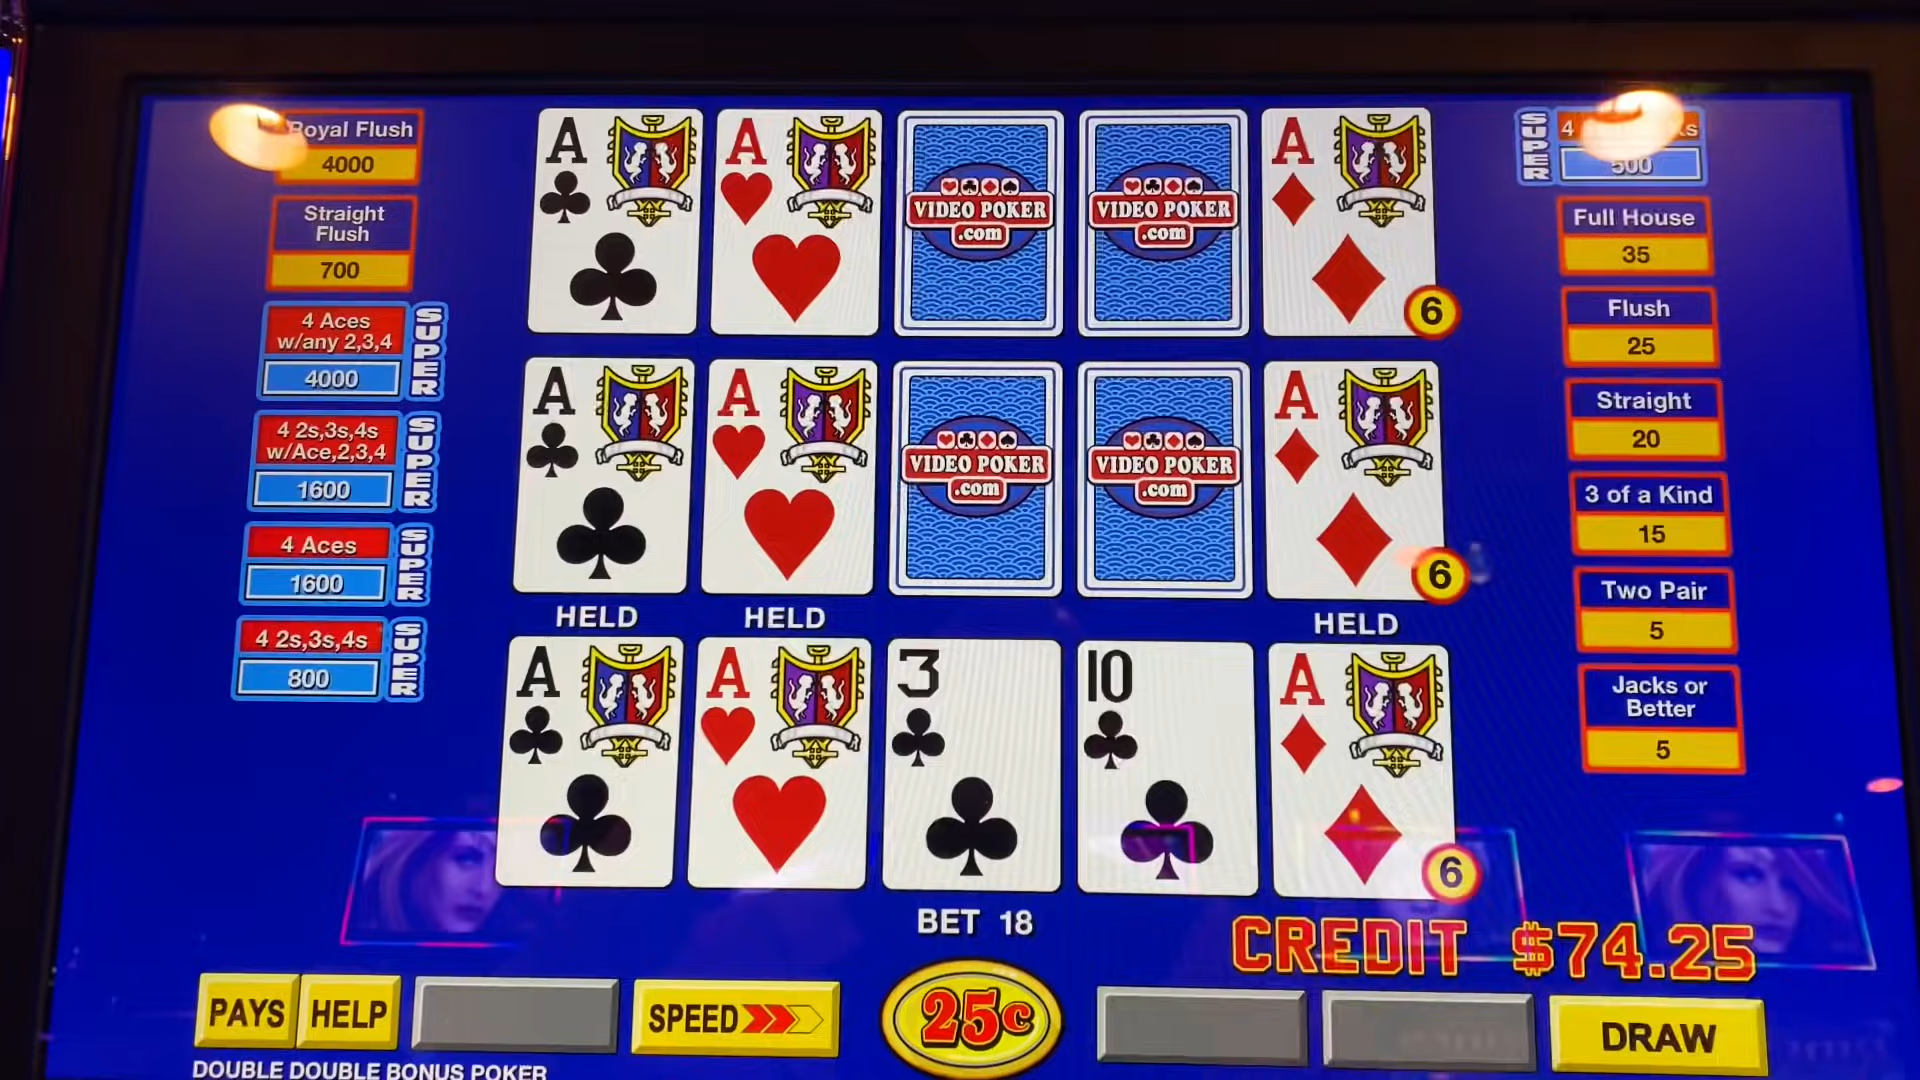 Royal Flush
4000
Straight
Flush
700
4 Aces
w/any 2,3,4
4000
SUPER
4 2s,3s,4s
w/Ace,2,3,4
1600
SUPER
4 Aces
1600
SUPER
4 2s,3s,4s
800
SUPER
A
A
VIDEO POKER
.com
VIDEO POKER
.com
A
6
A
A
VIDEO POKER
.com
VIDEO POKER
.com
A
6
HELD
HELD
HELD
A
A
3
10
A
6
SUPER
4
500
Full House
35
Flush
25
Straight
20
3 of a Kind
15
Two Pair
5
Jacks or
Better
5
BET 18
CREDIT $74.25
PAYS
HELP
SPEED
25¢
DRAW
DOUBLE DOUBLE BONUS POKER